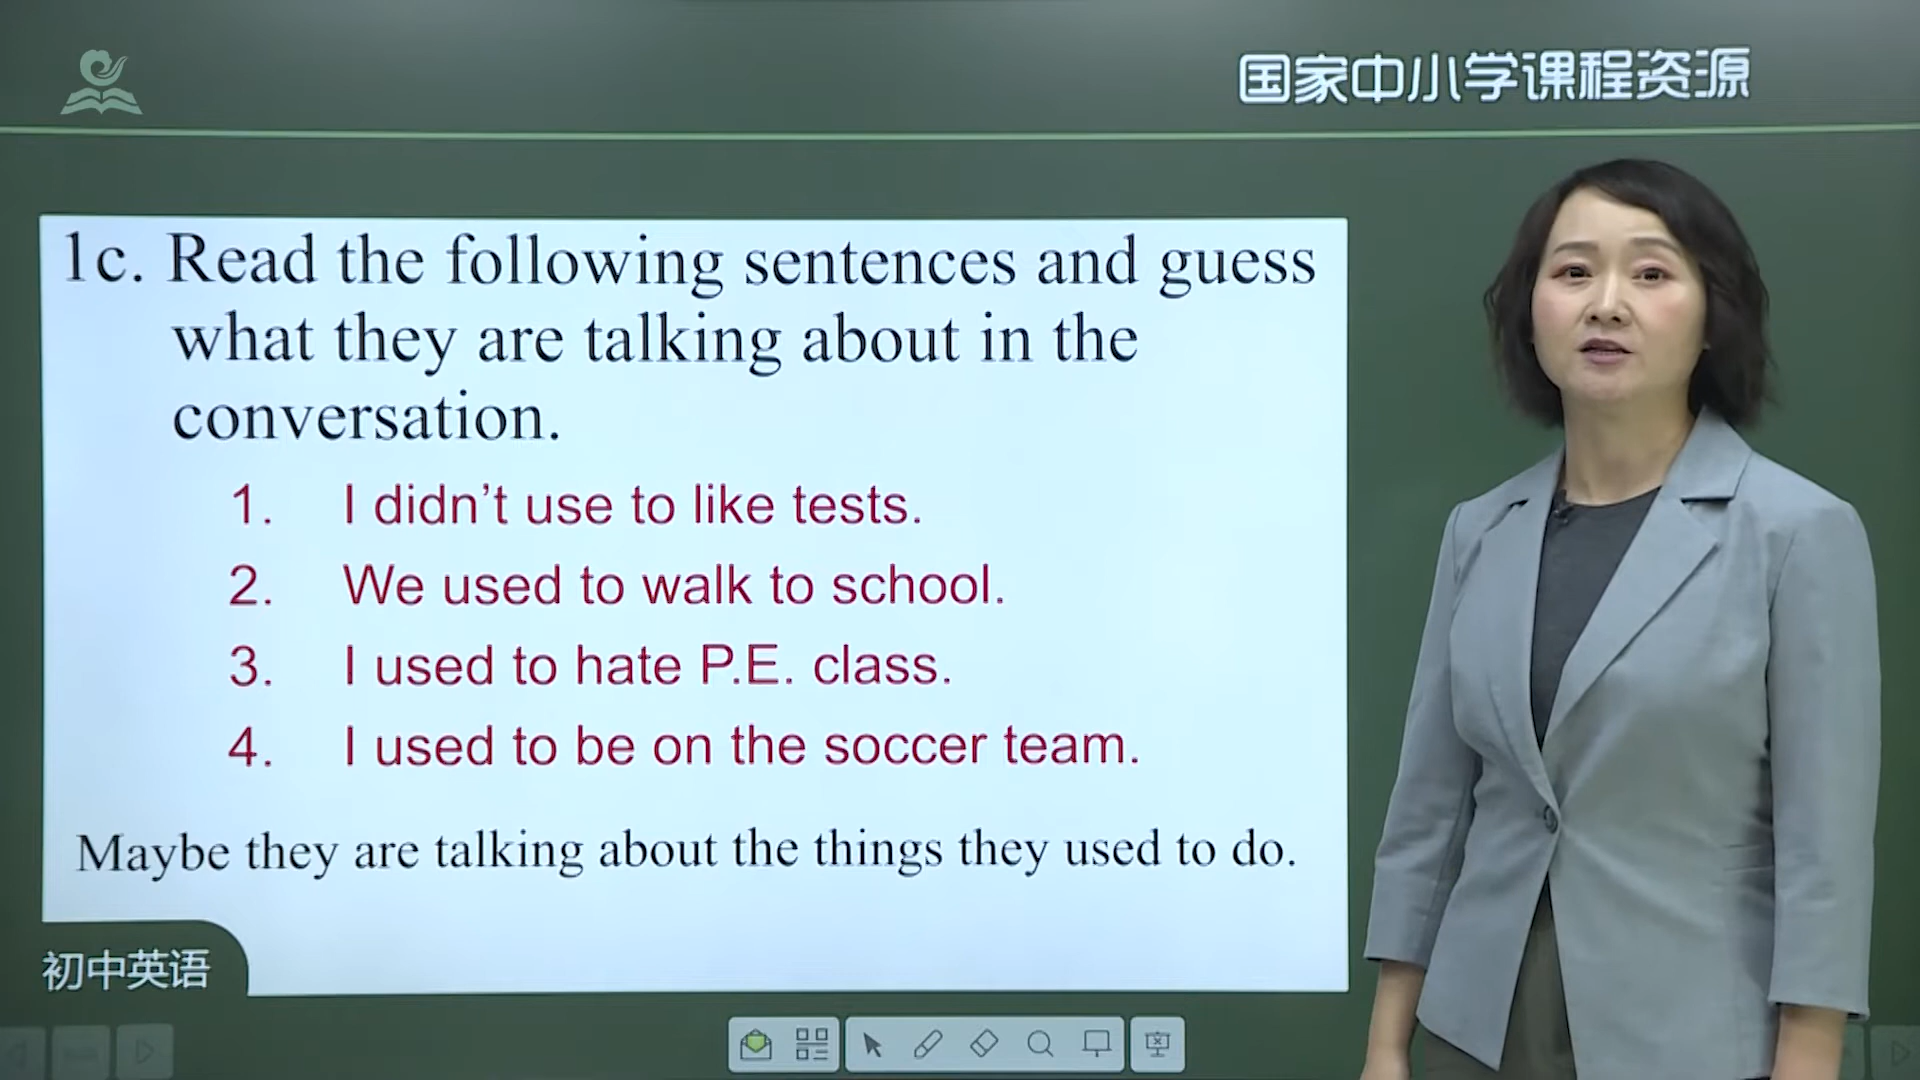 国家中小学课程资源
1c. Read the following sentences and guess
what they are talking about in the
conversation.
1. I didn’t use to like tests.
2. We used to walk to school.
3. I used to hate P.E. class.
4. I used to be on the soccer team.
Maybe they are talking about the things they used to do.
初中英语